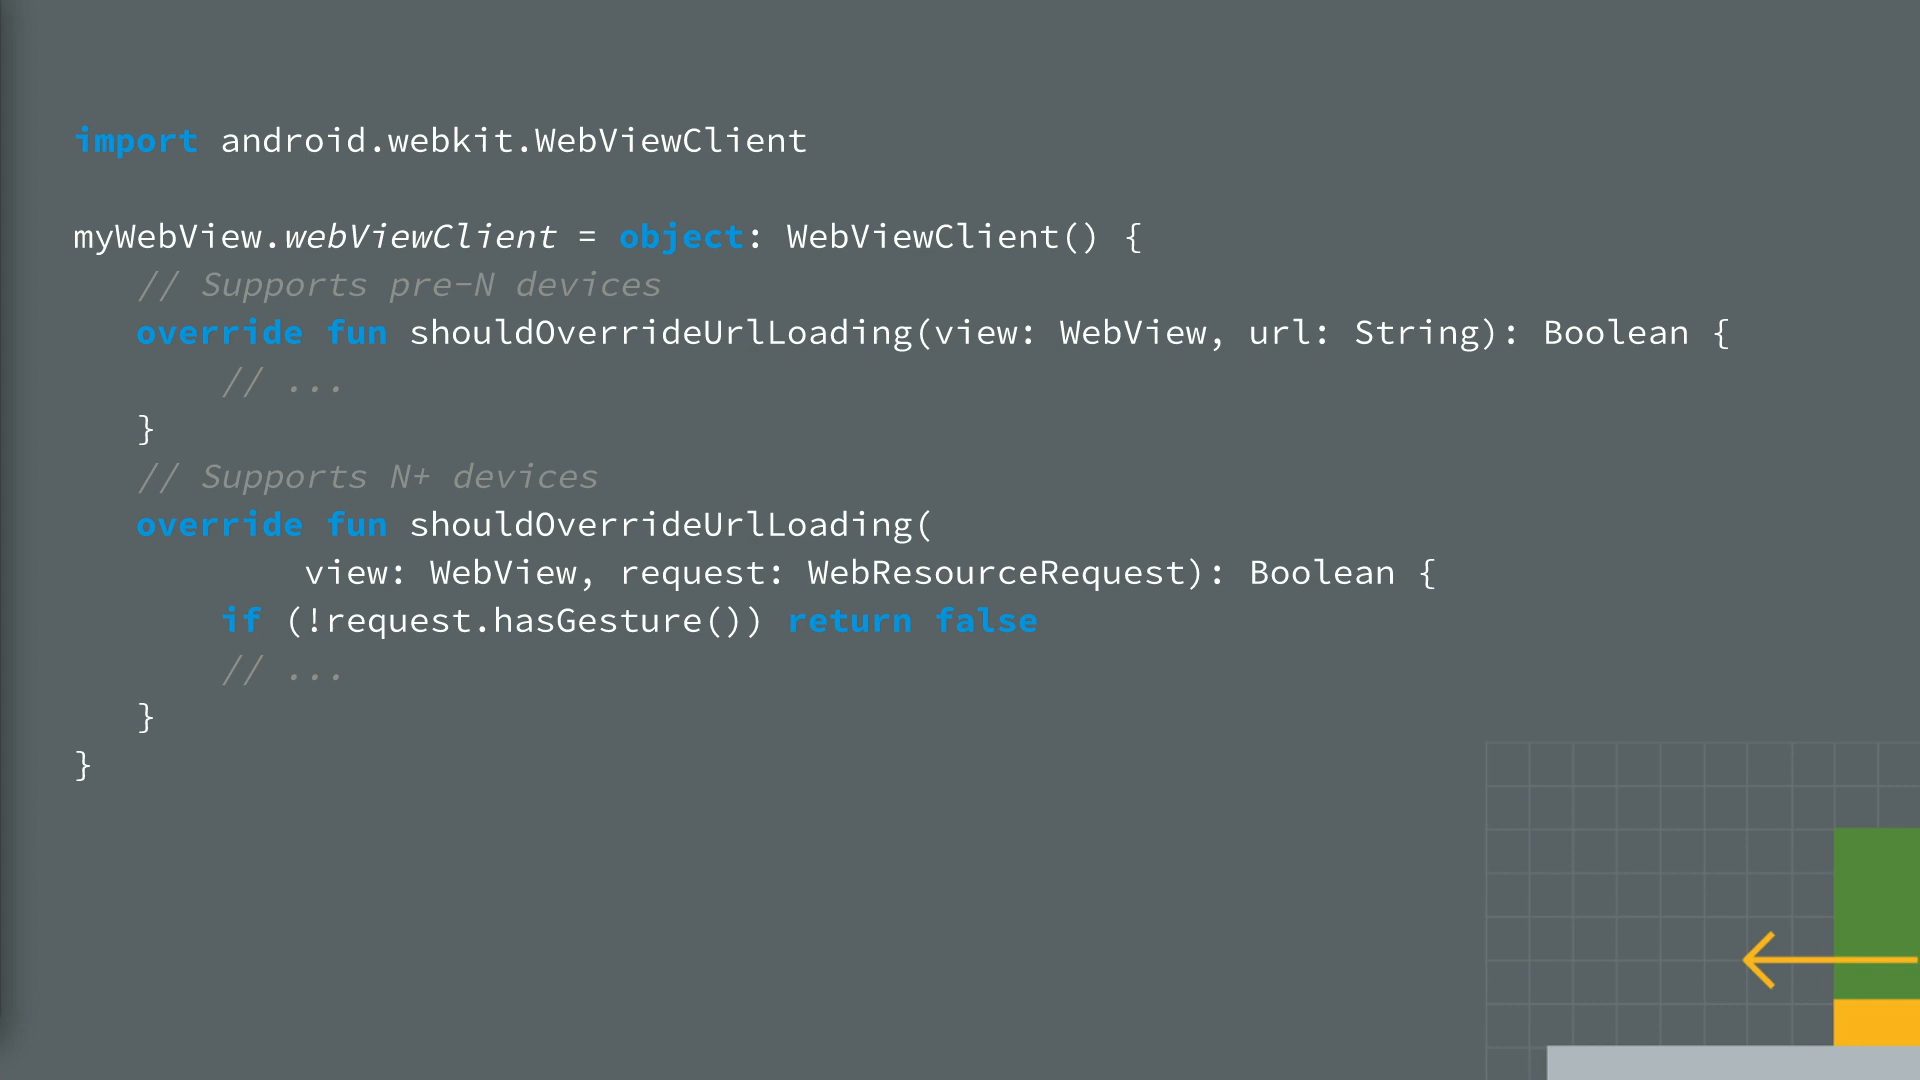 import android.webkit.WebViewClient

myWebView.webViewClient = object: WebViewClient() {
   // Supports pre-N devices
   override fun shouldOverrideUrlLoading(view: WebView, url: String): Boolean {
       // ...
   }
   // Supports N+ devices
   override fun shouldOverrideUrlLoading(
           view: WebView, request: WebResourceRequest): Boolean {
       if (!request.hasGesture()) return false
       // ...
   }
}